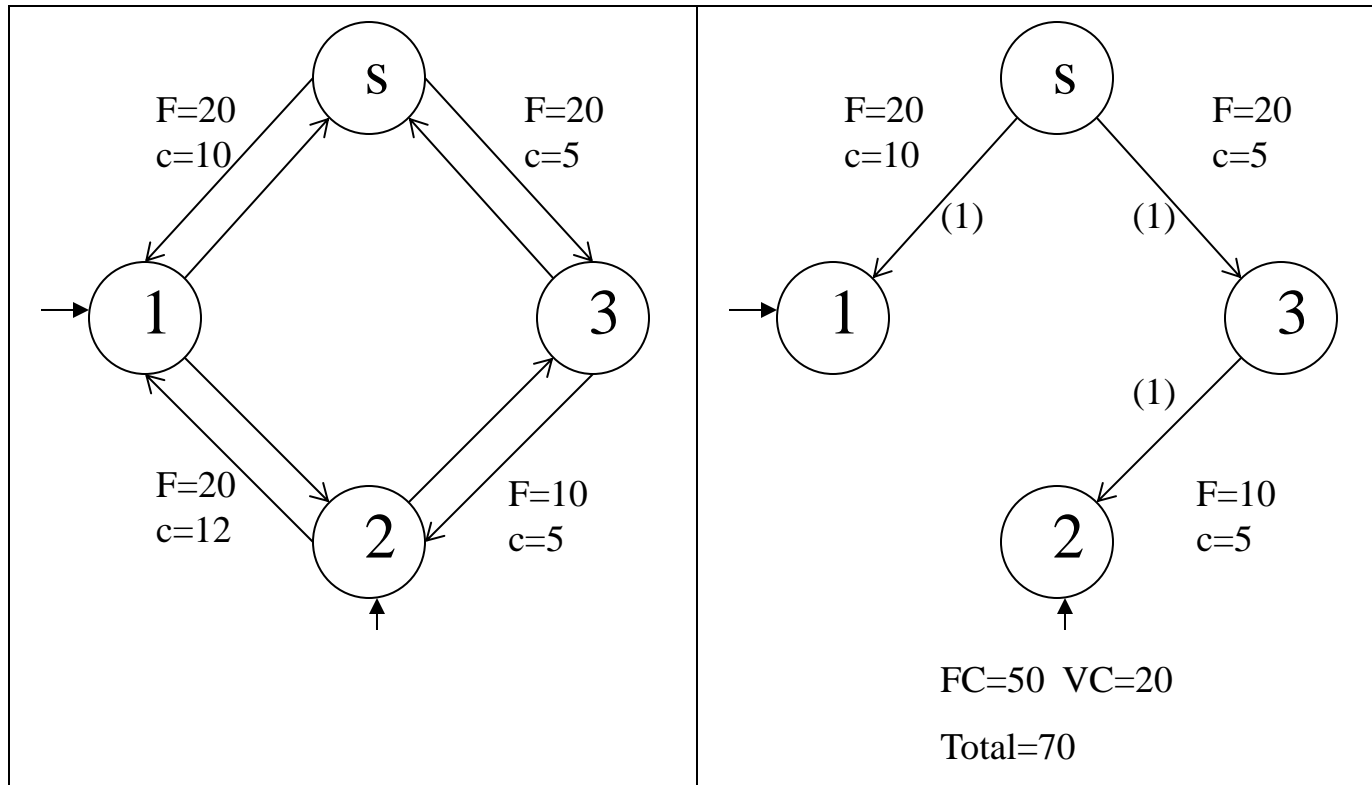 s
F=20
c=10
F=20
c=5
1
3
F=20
c=12
F=10
c=5
2
s
F=20
c=10
F=20
c=5
(1)
(1)
1
3
(1)
F=10
c=5
2
FC=50 VC=20
Total=70